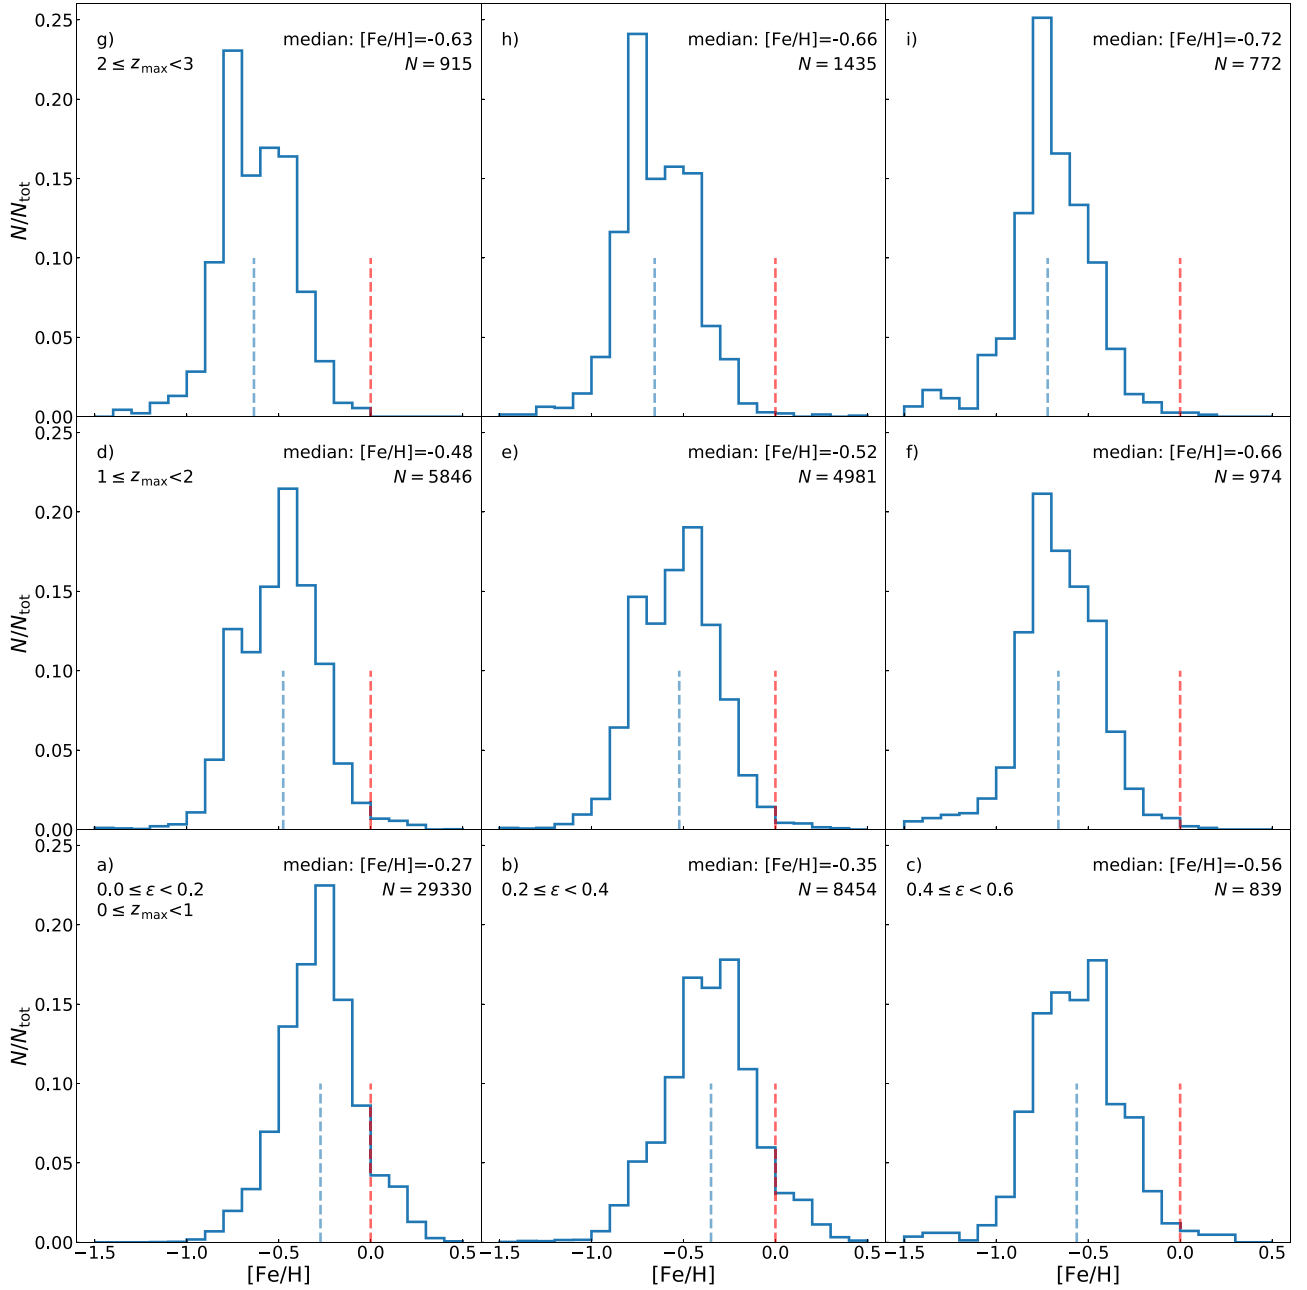 g)
2 ≤ z_max<3
median: [Fe/H]=-0.63
N = 915
h)
median: [Fe/H]=-0.66
N = 1435
i)
median: [Fe/H]=-0.72
N = 772
0.25
0.20
0.15
0.10
0.05
0.00
N/N_tot
d)
1 ≤ z_max<2
median: [Fe/H]=-0.48
N = 5846
e)
median: [Fe/H]=-0.52
N = 4981
f)
median: [Fe/H]=-0.66
N = 974
0.25
0.20
0.15
0.10
0.05
0.00
N/N_tot
a)
0.0 ≤ ε < 0.2
0 ≤ z_max<1
median: [Fe/H]=-0.27
N = 29330
b)
0.2 ≤ ε < 0.4
median: [Fe/H]=-0.35
N = 8454
c)
0.4 ≤ ε < 0.6
median: [Fe/H]=-0.56
N = 839
0.25
0.20
0.15
0.10
0.05
0.00
N/N_tot
−1.5 −1.0 −0.5 0.0 0.5 −1.0 −0.5 0.0 0.5 −1.0 −0.5 0.0 0.5
[Fe/H] [Fe/H] [Fe/H]